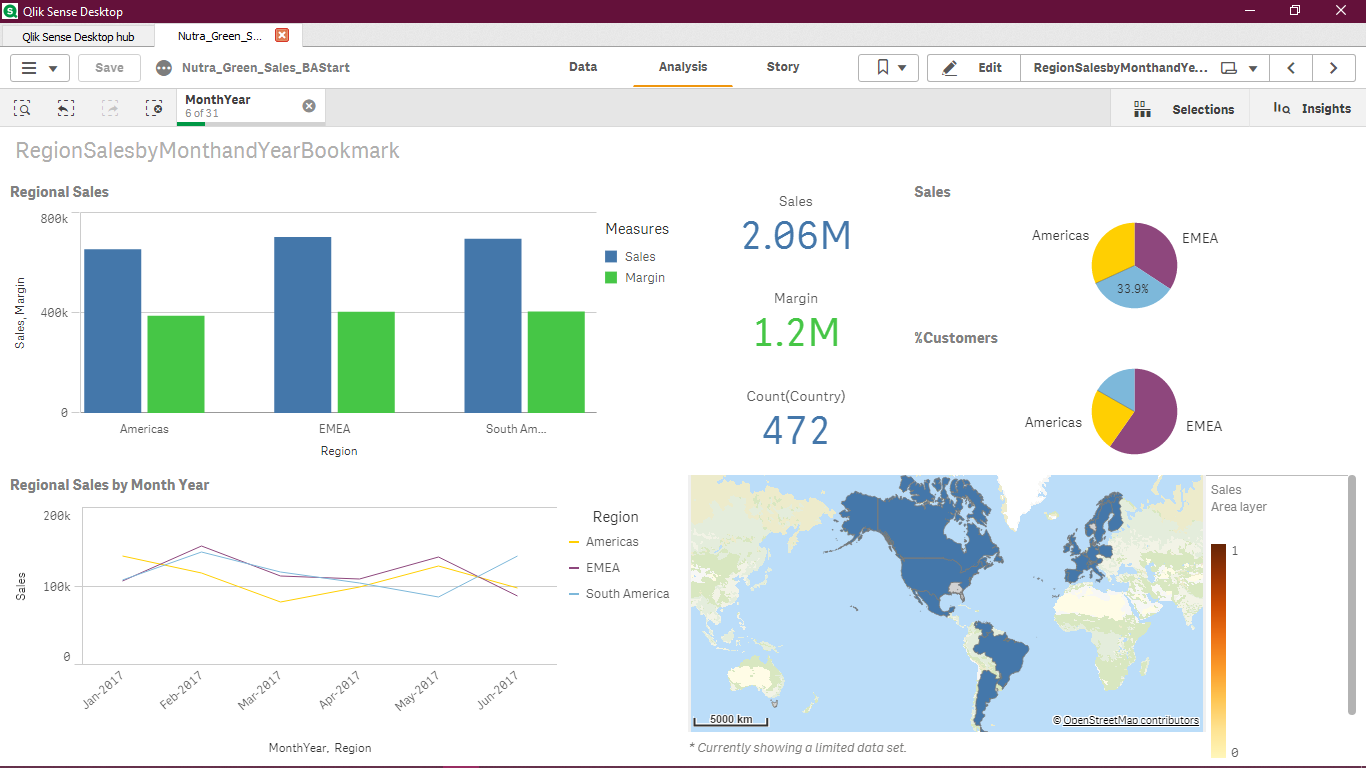 Qlik Sense Desktop
Qlik Sense Desktop hub
Nutra_Green_S...
Save
Nutra_Green_Sales_BAStart
Data
Analysis
Story
Edit
RegionSalesbyMonthandYe...
MonthYear
6 of 31
Selections
Insights
RegionSalesbyMonthandYearBookmark
Regional Sales
800k
400k
0
Sales, Margin
Americas
EMEA
South Am...
Region
Measures
Sales
Margin
Sales
2.06M
Margin
1.2M
Count(Country)
472
Sales
Americas
EMEA
33.9%
%Customers
Americas
EMEA
Regional Sales by Month Year
200k
100k
0
Sales
Jan-2017
Feb-2017
Mar-2017
Apr-2017
May-2017
Jun-2017
MonthYear, Region
Region
Americas
EMEA
South America
5000 km
© OpenStreetMap contributors
* Currently showing a limited data set.
Sales
Area layer
1
0